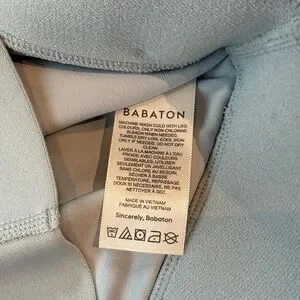 BABATON
MACHINE WASH COLD WITH LIKE
COLOURS, ONLY NON-CHLORINE
BLEACH WHEN NEEDED.
TUMBLE DRY LOW, COOL IRON
ONLY IF NEEDED, DO NOT DRY
CLEAN.
LAVER À LA MACHINE À L'EAU
FROIDE AVEC COULEURS
SEMBLABLES, UTILISER
SEULEMENT UN JAVELLISANT
SANS CHLORE AU BESOIN.
SÉCHER À BASSE
TEMPÉRATURE, REPASSAGE
DOUX SI NÉCESSAIRE, NE PAS
NETTOYER À SEC.
MADE IN VIETNAM
FABRIQUÉ AU VIETNAM
Sincerely, Babaton